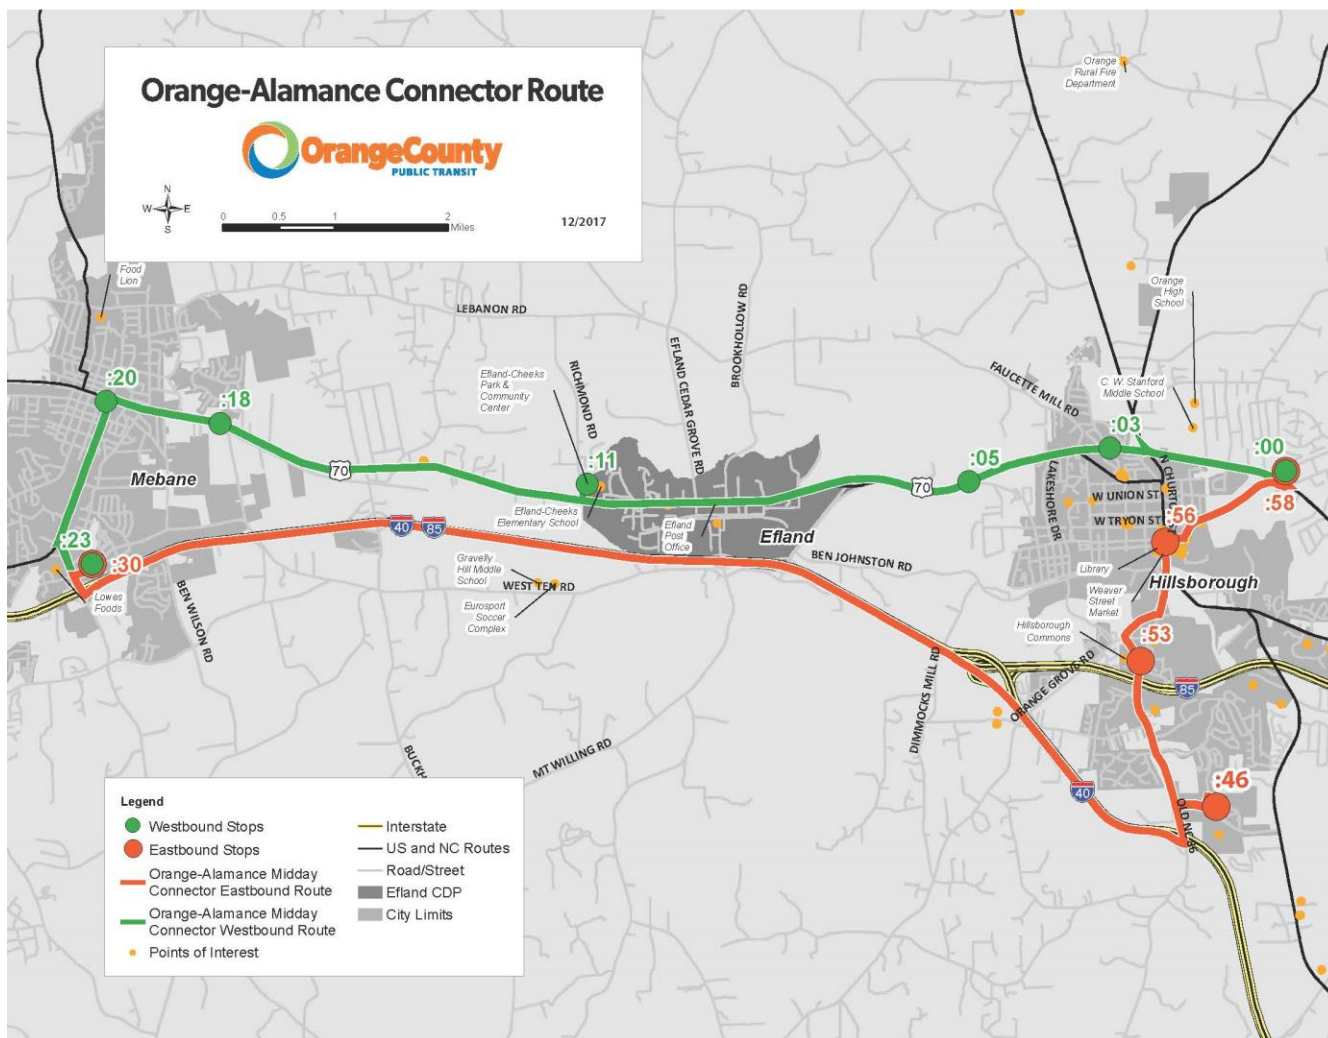 Orange-Alamance Connector Route
OrangeCounty
PUBLIC TRANSIT
N
W
E
S
0
0.5
1
2
Miles
12/2017
Orange
Rural Fire
Department
Food
Lion
LEBANON RD
Orange
High
School
Efland-Cheeks
Park &
Community
Center
RICHMOND RD
EFLAND CEDAR GROVE RD
BROOKHOLLOW RD
FAUCETTE MILL RD
C. W. Stanford
Middle School
:20
:18
:03
:00
Mebane
70
:11
70
:05
LAKESHORE DR
N CHURTON
W UNION ST
:58
Efland-Cheeks
Elementary School
40
85
Efland
Post
Office
Efland
W TRYON ST
:56
:23
:30
Gravelly
Hill Middle
School
BEN JOHNSTON RD
Library
Hillsborough
WEST TEN RD
Lowes
Foods
BEN WILSON RD
Eurosport
Soccer
Complex
Weaver
Street
Market
Hillsborough
Commons
:53
DIMMOCKS MILL RD
ORANGE GROVE RD
85
BUCKH
MT WILLING RD
40
OLD NC 86
:46
Legend
Westbound Stops
Eastbound Stops
Orange-Alamance Midday
Connector Eastbound Route
Orange-Alamance Midday
Connector Westbound Route
Points of Interest
Interstate
US and NC Routes
Road/Street
Efland CDP
City Limits